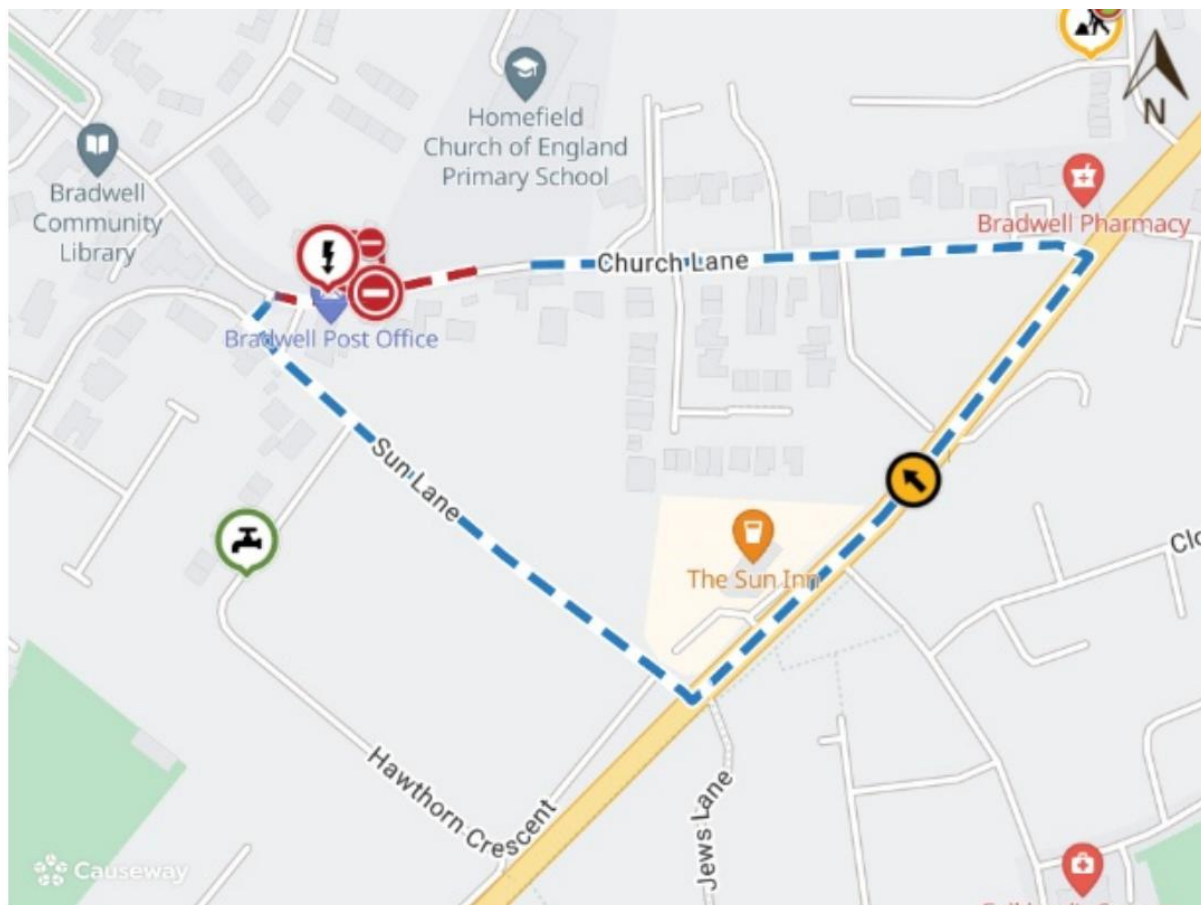 Homefield
Church of England
Primary School
N
Bradwell
Community
Library
Bradwell Pharmacy
Church Lane
Bradwell Post Office
Sun Lane
The Sun Inn
Hawthorn Crescent
Jews Lane
Causeway